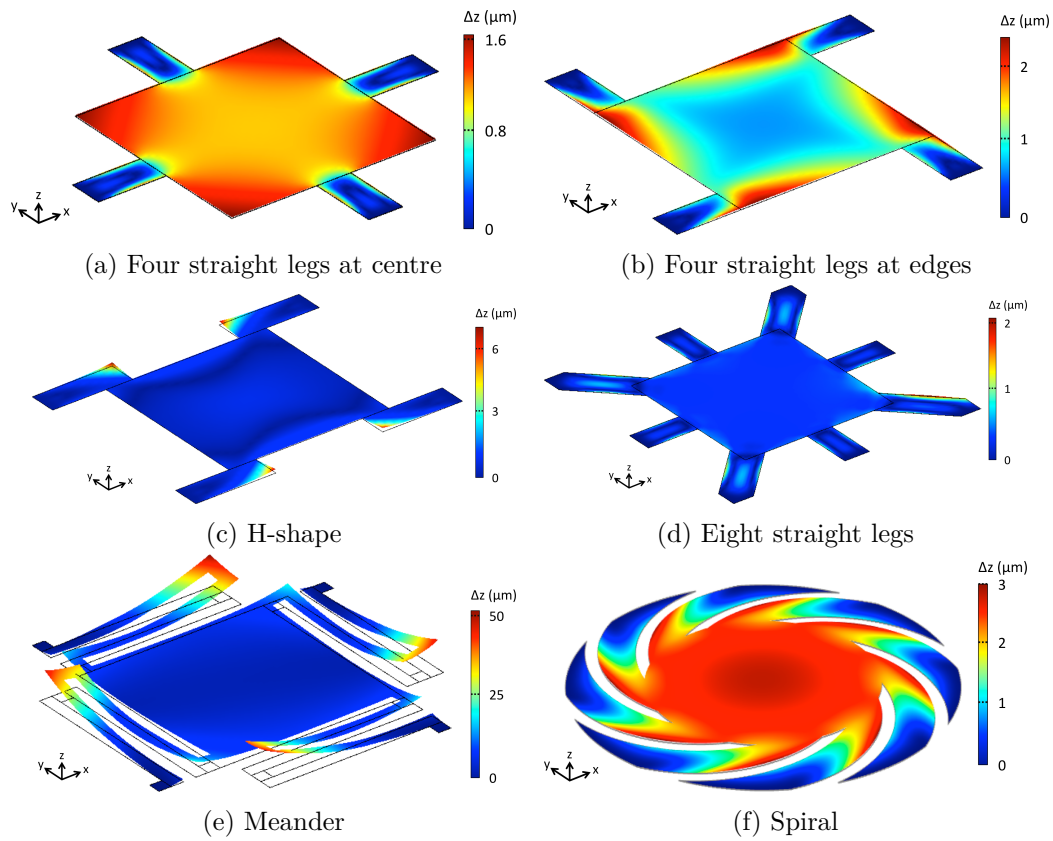 Δz (μm)
1.6
0.8
0
z
y
x
(a) Four straight legs at centre
Δz (μm)
2
1
0
z
y
x
(b) Four straight legs at edges
Δz (μm)
6
3
0
z
y
x
(c) H-shape
Δz (μm)
2
1
0
z
y
x
(d) Eight straight legs
Δz (μm)
50
25
0
z
y
x
(e) Meander
Δz (μm)
3
2
1
0
z
y
x
(f) Spiral